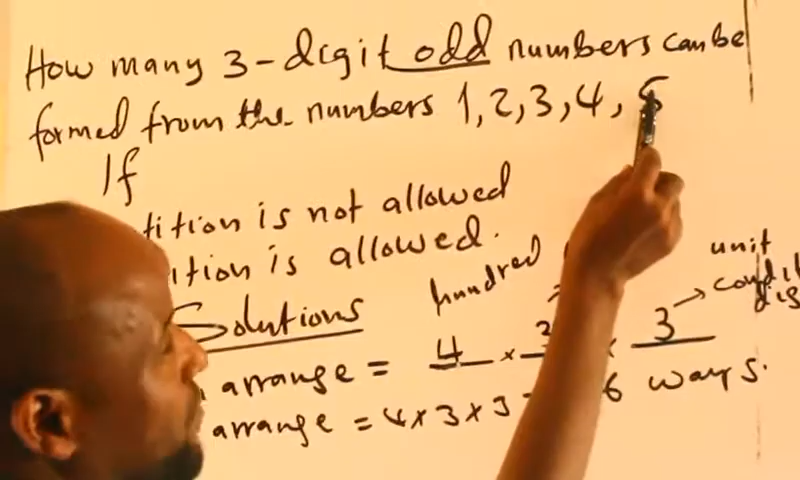 How many 3-digit odd numbers can be
formed from the numbers 1, 2, 3, 4, 5
If
tition is not allowed
ition is allowed.
Solutions
hundred
unit
arrange = 4 × 3 × 3 →
arrange = 4 × 3 × 3 = 6 ways.